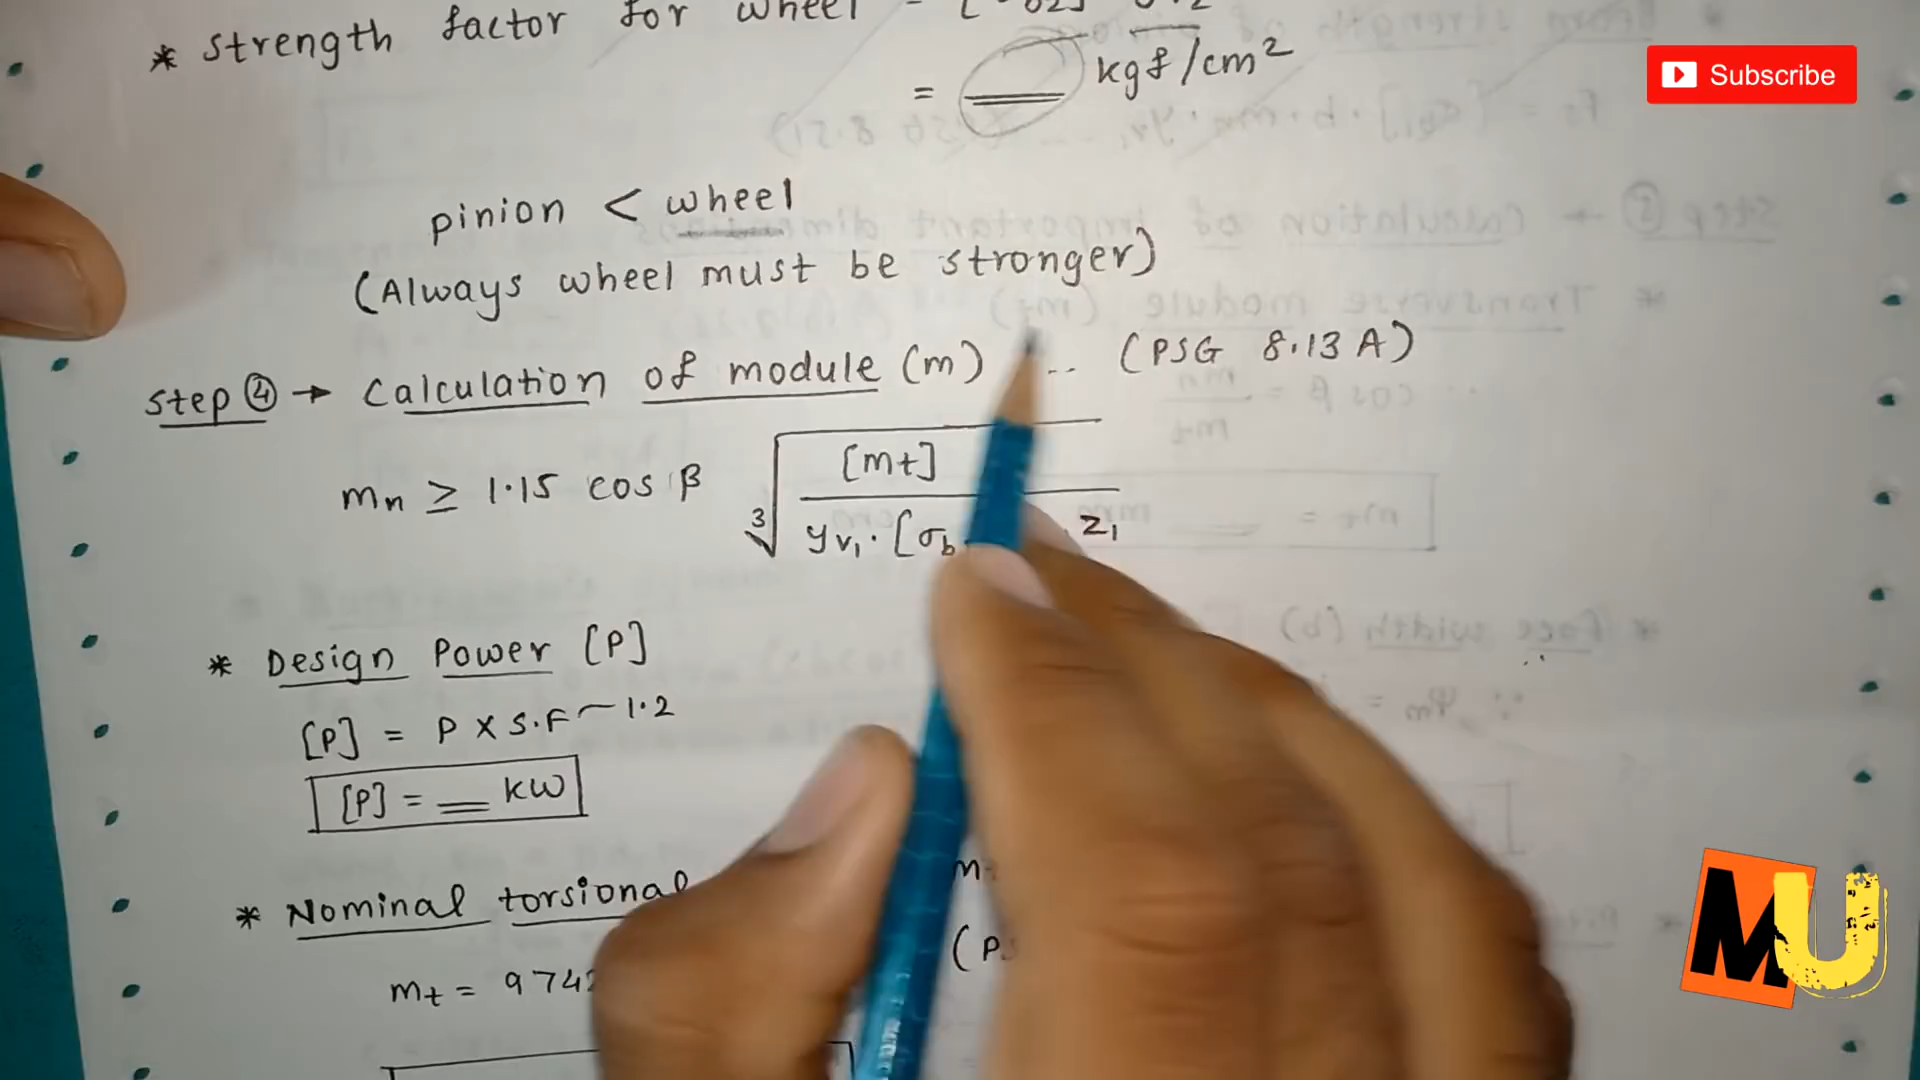 * Strength factor for wheel =
= __ kgf/cm²
Subscribe
pinion < wheel
(Always wheel must be stronger)
Step ④ → Calculation of module (m) ... (PSG 8.13 A)
mn ≥ 1.15 cos β ∛ [mt] / yv₁ . [σb z₁
* Design Power [P]
[P] = P x S.F ~ 1.2
[P] = __ kW
* Nominal torsional
mt = 974
MU